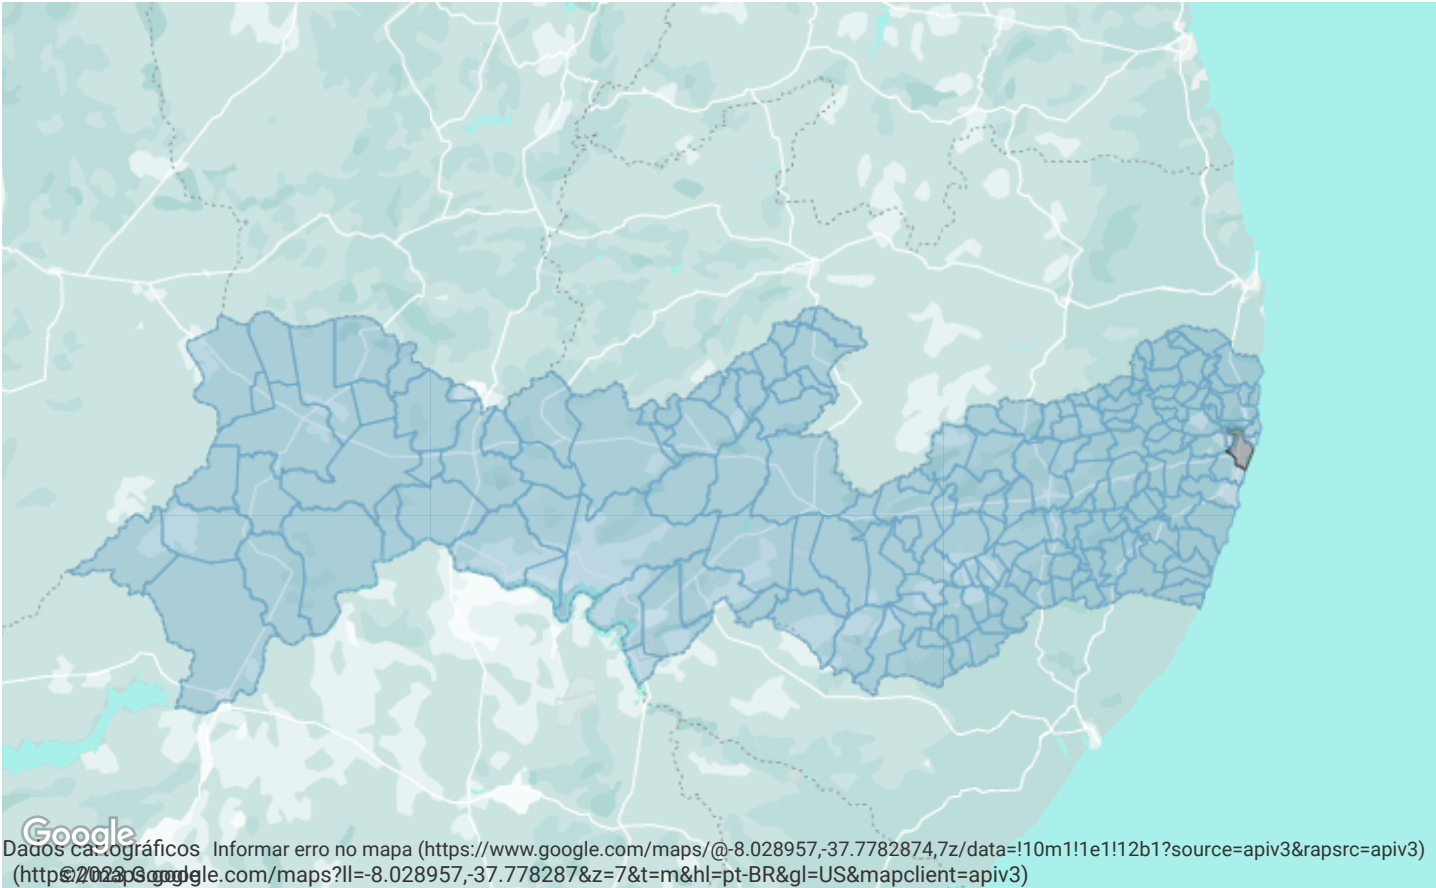 Google
Dados cartográficos Informar erro no mapa (https://www.google.com/maps/@-8.028957,-37.7782874,7z/data=!10m1!1e1!12b1?source=apiv3&rapsrc=apiv3)
(https://maps.google.com/maps?ll=-8.028957,-37.778287&z=7&t=m&hl=pt-BR&gl=US&mapclient=apiv3)
©2023 Google